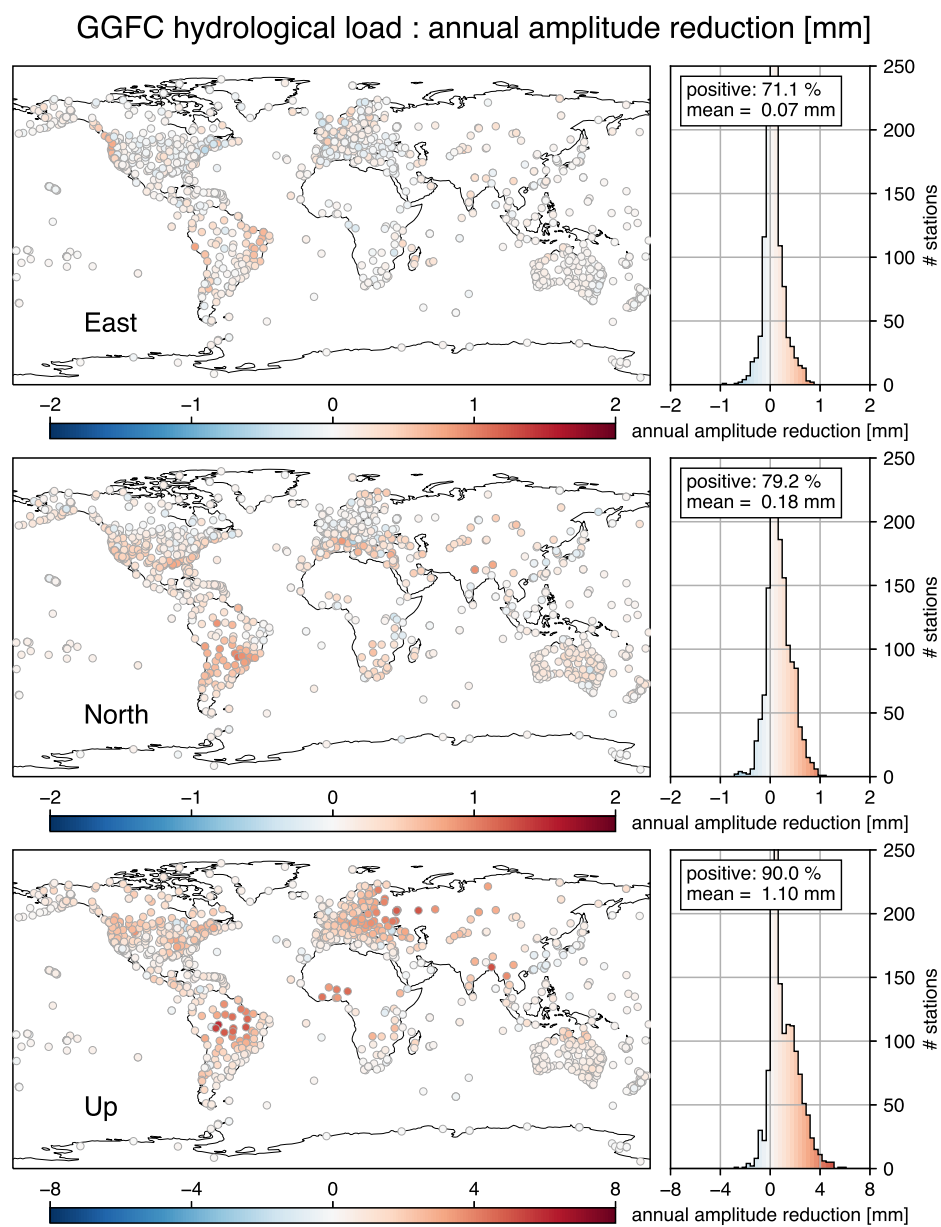 GGFC hydrological load : annual amplitude reduction [mm]
East
−2 −1 0 1 2
annual amplitude reduction [mm]
positive: 71.1 %
mean = 0.07 mm
250
200
150
100
50
0
# stations
−2 −1 0 1 2
North
−2 −1 0 1 2
annual amplitude reduction [mm]
positive: 79.2 %
mean = 0.18 mm
250
200
150
100
50
0
# stations
−2 −1 0 1 2
Up
−8 −4 0 4 8
annual amplitude reduction [mm]
positive: 90.0 %
mean = 1.10 mm
250
200
150
100
50
0
# stations
−8 −4 0 4 8